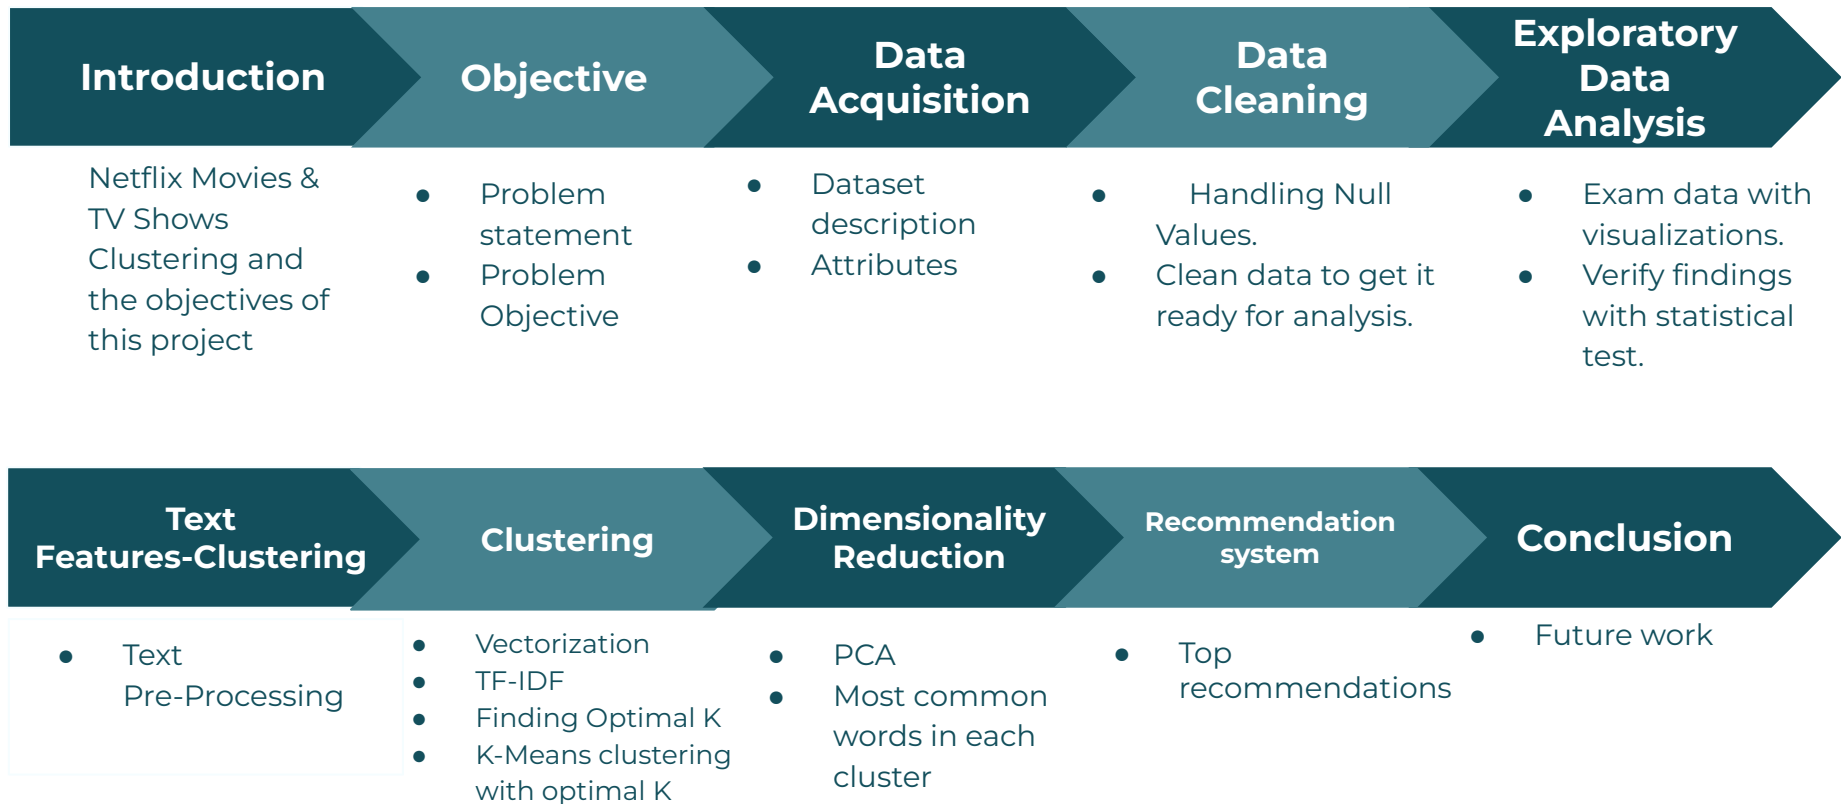 Introduction
Objective
Data
Acquisition
Data
Cleaning
Exploratory
Data
Analysis
Netflix Movies &
TV Shows
Clustering and
the objectives of
this project
● Problem
statement
● Problem
Objective
● Dataset
description
● Attributes
● Handling Null
Values.
● Clean data to get it
ready for analysis.
● Exam data with
visualizations.
● Verify findings
with statistical
test.
Text
Features-Clustering
Clustering
Dimensionality
Reduction
Recommendation
system
Conclusion
● Text
Pre-Processing
● Vectorization
● TF-IDF
● Finding Optimal K
● K-Means clustering
with optimal K
● PCA
● Most common
words in each
cluster
● Top
recommendations
● Future work